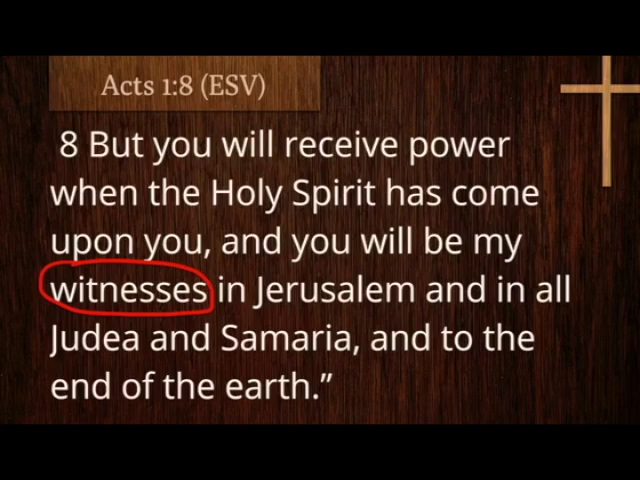 Acts 1:8 (ESV)
8 But you will receive power
when the Holy Spirit has come
upon you, and you will be my
witnesses in Jerusalem and in all
Judea and Samaria, and to the
end of the earth.”